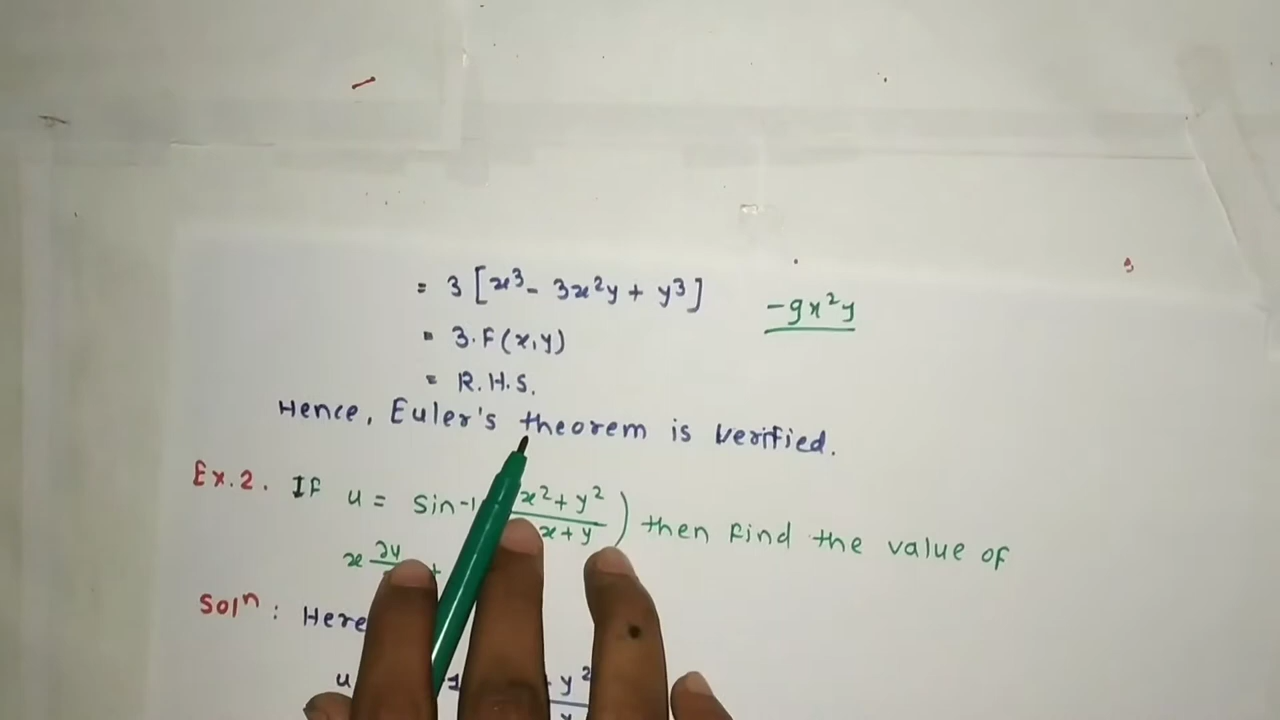 = 3 [x³ - 3x²y + y³]
-9x²y
= 3.F(x,y)
= R.H.S.
Hence, Euler's theorem is verified.
Ex.2. If u = sin-1 x²+y² / x+y ) then find the value of
x ∂u +
Solⁿ : Here
u y²